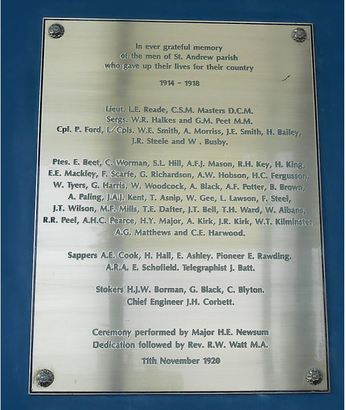 In ever grateful memory
of the men of St. Andrew parish
who gave up their lives for their country
1914 - 1918
Lieut. L.E. Reade, C.S.M. Masters D.C.M.
Sergs. W.R. Halkes and G.M. Peet M.M.
Cpl. P. Ford, L/Cpls. W.E. Smith, A. Morriss, J.E. Smith, H. Bailey,
J.R. Steele and W . Busby.
Ptes. E. Beet, C. Worman, S.L. Hill, A.F.J. Mason, R.H. Key, H. King,
E.E. Mackley, F. Scarfe, G. Richardson, A.W. Hobson, H.C. Fergusson,
W. Tyers, G. Harris, W. Woodcock, A. Black, A.F. Potter, B. Brown,
A. Paling, J.A.J. Kent, T. Asnip, W. Gee, L. Lawson, F. Steel,
J.T. Wilson, M.F. Mills, T.E. Dafter, J.T. Bell, T.H. Ward, W. Albans,
R.R. Peel, A.H.C. Pearce, H.Y. Major, A. Kirk, J.R. Kirk, W.T. Kilminster,
A.G. Matthews and C.E. Harwood.
Sappers A.E. Cook, H. Hall, E. Ashley. Pioneer E. Rawding.
A.R.A. E. Schofield. Telegraphist J. Batt.
Stokers H.J.W. Borman, G. Black, C. Blyton.
Chief Engineer J.H. Corbett.
Ceremony performed by Major H.E. Newsum
Dedication followed by Rev. R.W. Watt M.A.
11th November 1920